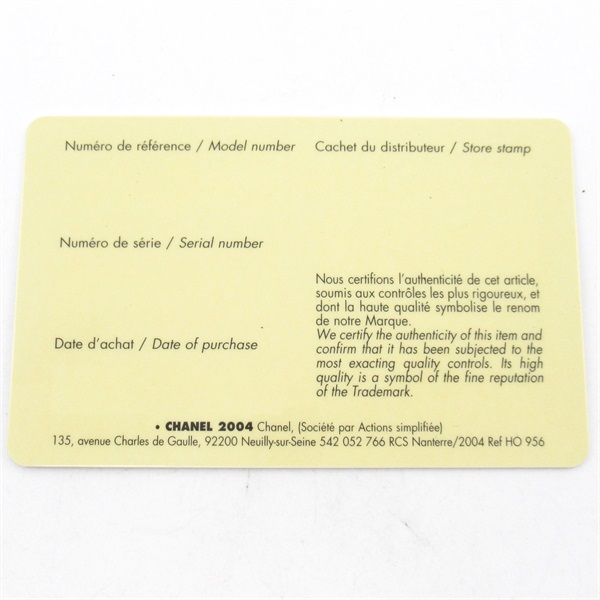 Numéro de référence / Model number
Cachet du distributeur / Store stamp
Numéro de série / Serial number
Date d'achat / Date of purchase
Nous certifions l'authenticité de cet article,
soumis aux contrôles les plus rigoureux, et
dont la haute qualité symbolise le renom
de notre Marque.
We certify the authenticity of this item and
confirm that it has been subjected to the
most exacting quality controls. Its high
quality is a symbol of the fine reputation
of the Trademark.
• CHANEL 2004 Chanel, (Société par Actions simplifiée)
135, avenue Charles de Gaulle, 92200 Neuilly-sur-Seine 542 052 766 RCS Nanterre/2004 Ref HO 956